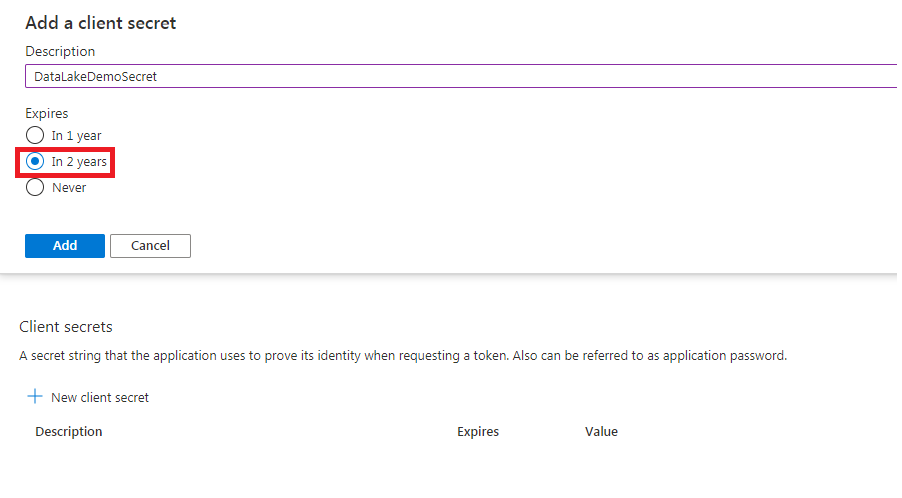 Add a client secret
Description
DataLakeDemoSecret
Expires
In 1 year
In 2 years
Never
Add Cancel
Client secrets
A secret string that the application uses to prove its identity when requesting a token. Also can be referred to as application password.
New client secret
Description Expires Value